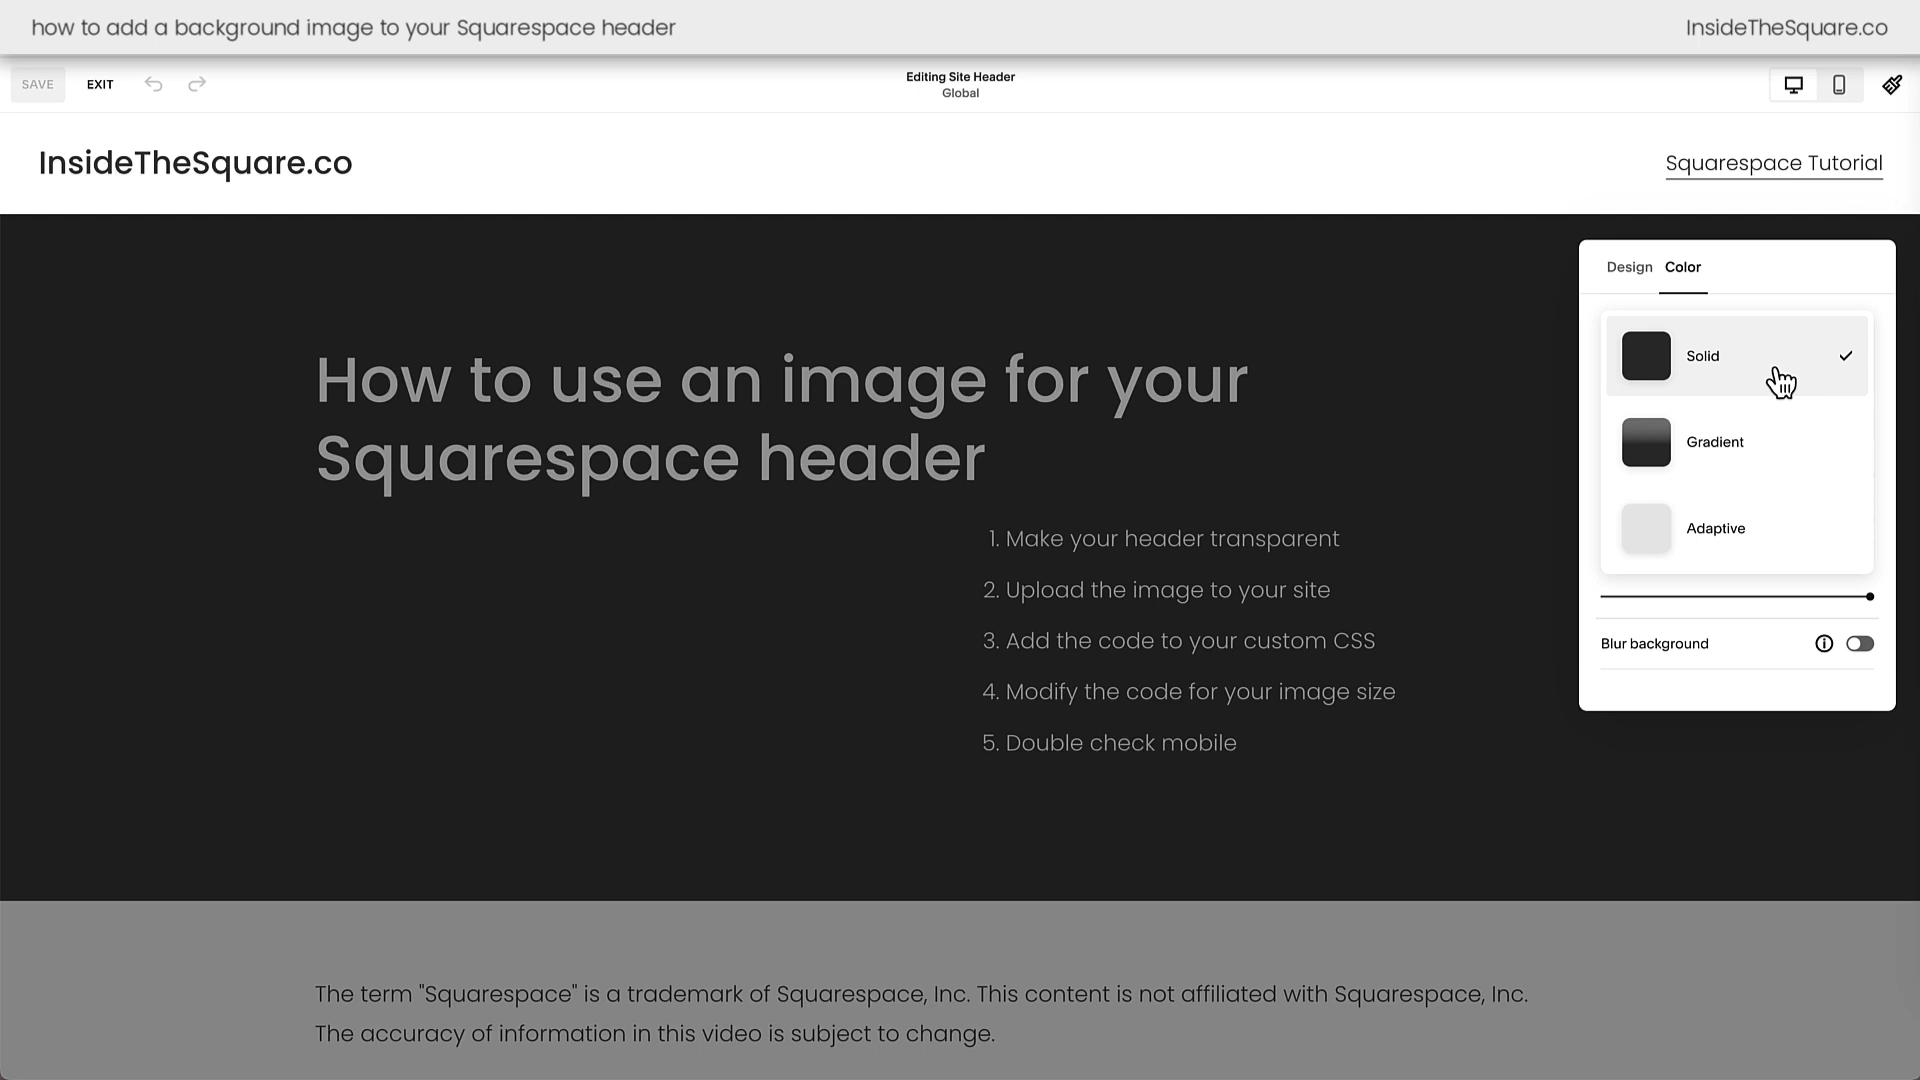 how to add a background image to your Squarespace header
InsideTheSquare.co
SAVE
EXIT
Editing Site Header
Global
InsideTheSquare.co
Squarespace Tutorial
Design
Color
Solid
Gradient
Adaptive
Blur background
How to use an image for your
Squarespace header
1. Make your header transparent
2. Upload the image to your site
3. Add the code to your custom CSS
4. Modify the code for your image size
5. Double check mobile
The term "Squarespace" is a trademark of Squarespace, Inc. This content is not affiliated with Squarespace, Inc.
The accuracy of information in this video is subject to change.